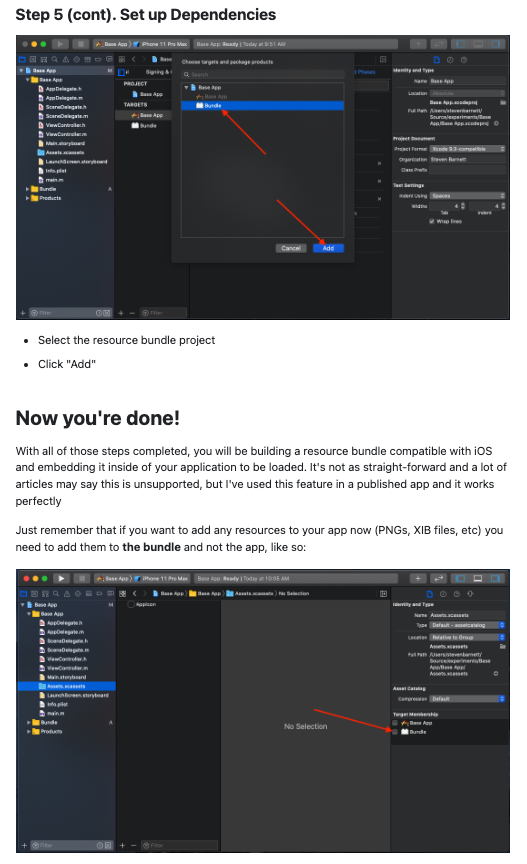 Step 5 (cont). Set up Dependencies
Base App
iPhone 11 Pro Max
Base App: Ready | Today at 9:51 AM
Base App
Base App
AppDelegate.h
AppDelegate.m
SceneDelegate.h
SceneDelegate.m
ViewController.h
ViewController.m
Main.storyboard
Assets.xcassets
LaunchScreen.storyboard
Info.plist
main.m
Bundle
Products
Filter
Signing &
PROJECT
Base App
TARGETS
Base App
Bundle
Filter
Choose targets and package products
Search
Base App
Base App
Bundle
Cancel
Add
Phases
Identity and Type
Name Base App
Location Absolute
Base App.xcodeproj
Full Path /Users/stevenbarnett/
Source/experiments/Base
App/Base App.xcodeproj
Project Document
Project Format Xcode 9.3-compatible
Organization Steven Barnett
Class Prefix
Text Settings
Indent Using Spaces
Widths 4 4
Tab Indent
Wrap lines
• Select the resource bundle project
• Click "Add"
Now you're done!
With all of those steps completed, you will be building a resource bundle compatible with iOS
and embedding it inside of your application to be loaded. It's not as straight-forward and a lot of
articles may say this is unsupported, but I've used this feature in a published app and it works
perfectly
Just remember that if you want to add any resources to your app now (PNGs, XIB files, etc) you
need to add them to the bundle and not the app, like so:
Base App
iPhone 11 Pro Max
Base App: Ready | Today at 10:05 AM
Base App
Base App
AppDelegate.h
AppDelegate.m
SceneDelegate.h
SceneDelegate.m
ViewController.h
ViewController.m
Main.storyboard
Assets.xcassets
LaunchScreen.storyboard
Info.plist
main.m
Bundle
Products
Filter
Base App
Base App
Assets.xcassets
No Selection
AppIcon
Filter
No Selection
Identity and Type
Name Assets.xcassets
Type Default - assetcatalog
Location Relative to Group
Assets.xcassets
Full Path /Users/stevenbarnett/
Source/experiments/Base
App/Base App/
Assets.xcassets
Asset Catalog
Compression Default
Target Membership
Base App
Bundle